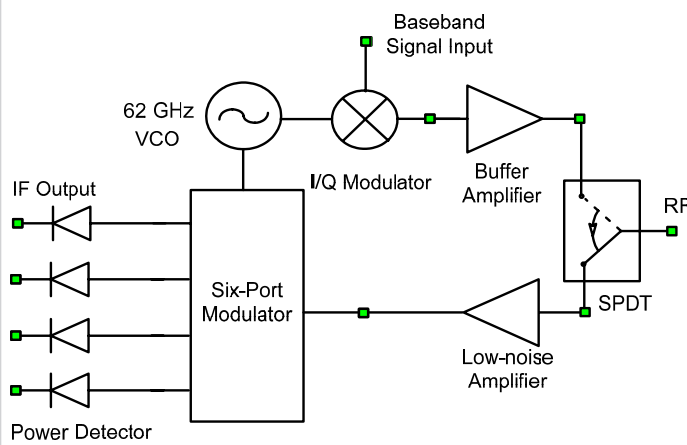 Baseband
Signal Input
62 GHz
VCO
I/Q Modulator
Buffer
Amplifier
IF Output
RF
Six-Port
Modulator
SPDT
Low-noise
Amplifier
Power Detector